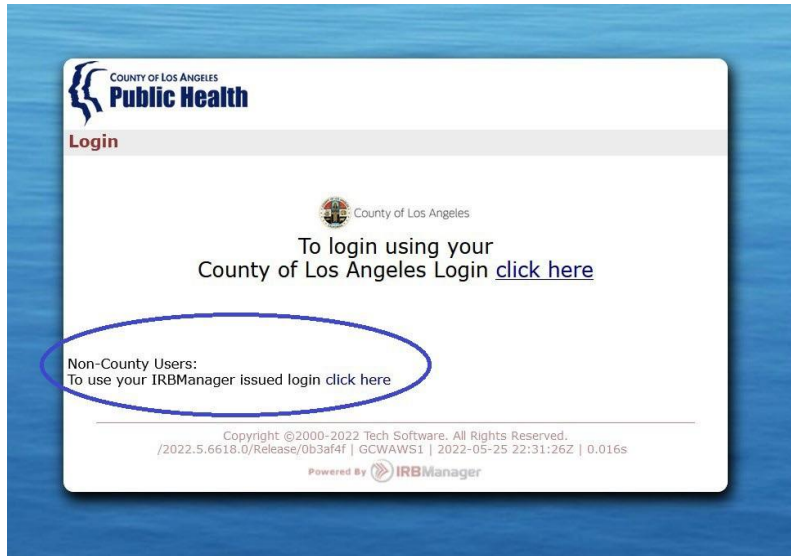 COUNTY OF LOS ANGELES
Public Health
Login
County of Los Angeles
To login using your
County of Los Angeles Login click here
Non-County Users:
To use your IRBManager issued login click here
Copyright ©2000-2022 Tech Software. All Rights Reserved.
/2022.5.6618.0/Release/0b3af4f | GCWAWS1 | 2022-05-25 22:31:26Z | 0.016s
Powered By IRBManager